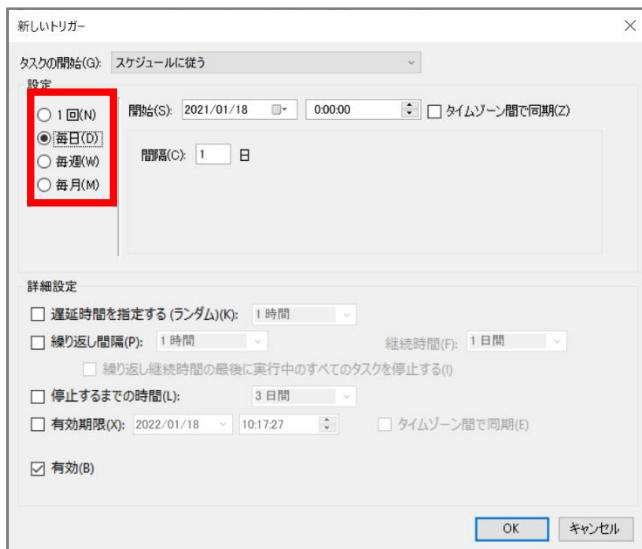 新しいトリガー
タスクの開始(G): スケジュールに従う
設定
1 回(N)
毎日(D)
毎週(W)
毎月(M)
開始(S): 2021/01/18 0:00:00 タイムゾーン間で同期(Z)
間隔(C): 1 日
詳細設定
遅延時間を指定する (ランダム)(K): 1 時間
繰り返し間隔(P): 1 時間 継続時間(F): 1 日間
繰り返し継続時間の最後に実行中のすべてのタスクを停止する(I)
停止するまでの時間(L): 3 日間
有効期限(X): 2022/01/18 10:17:27 タイムゾーン間で同期(E)
有効(B)
OK キャンセル